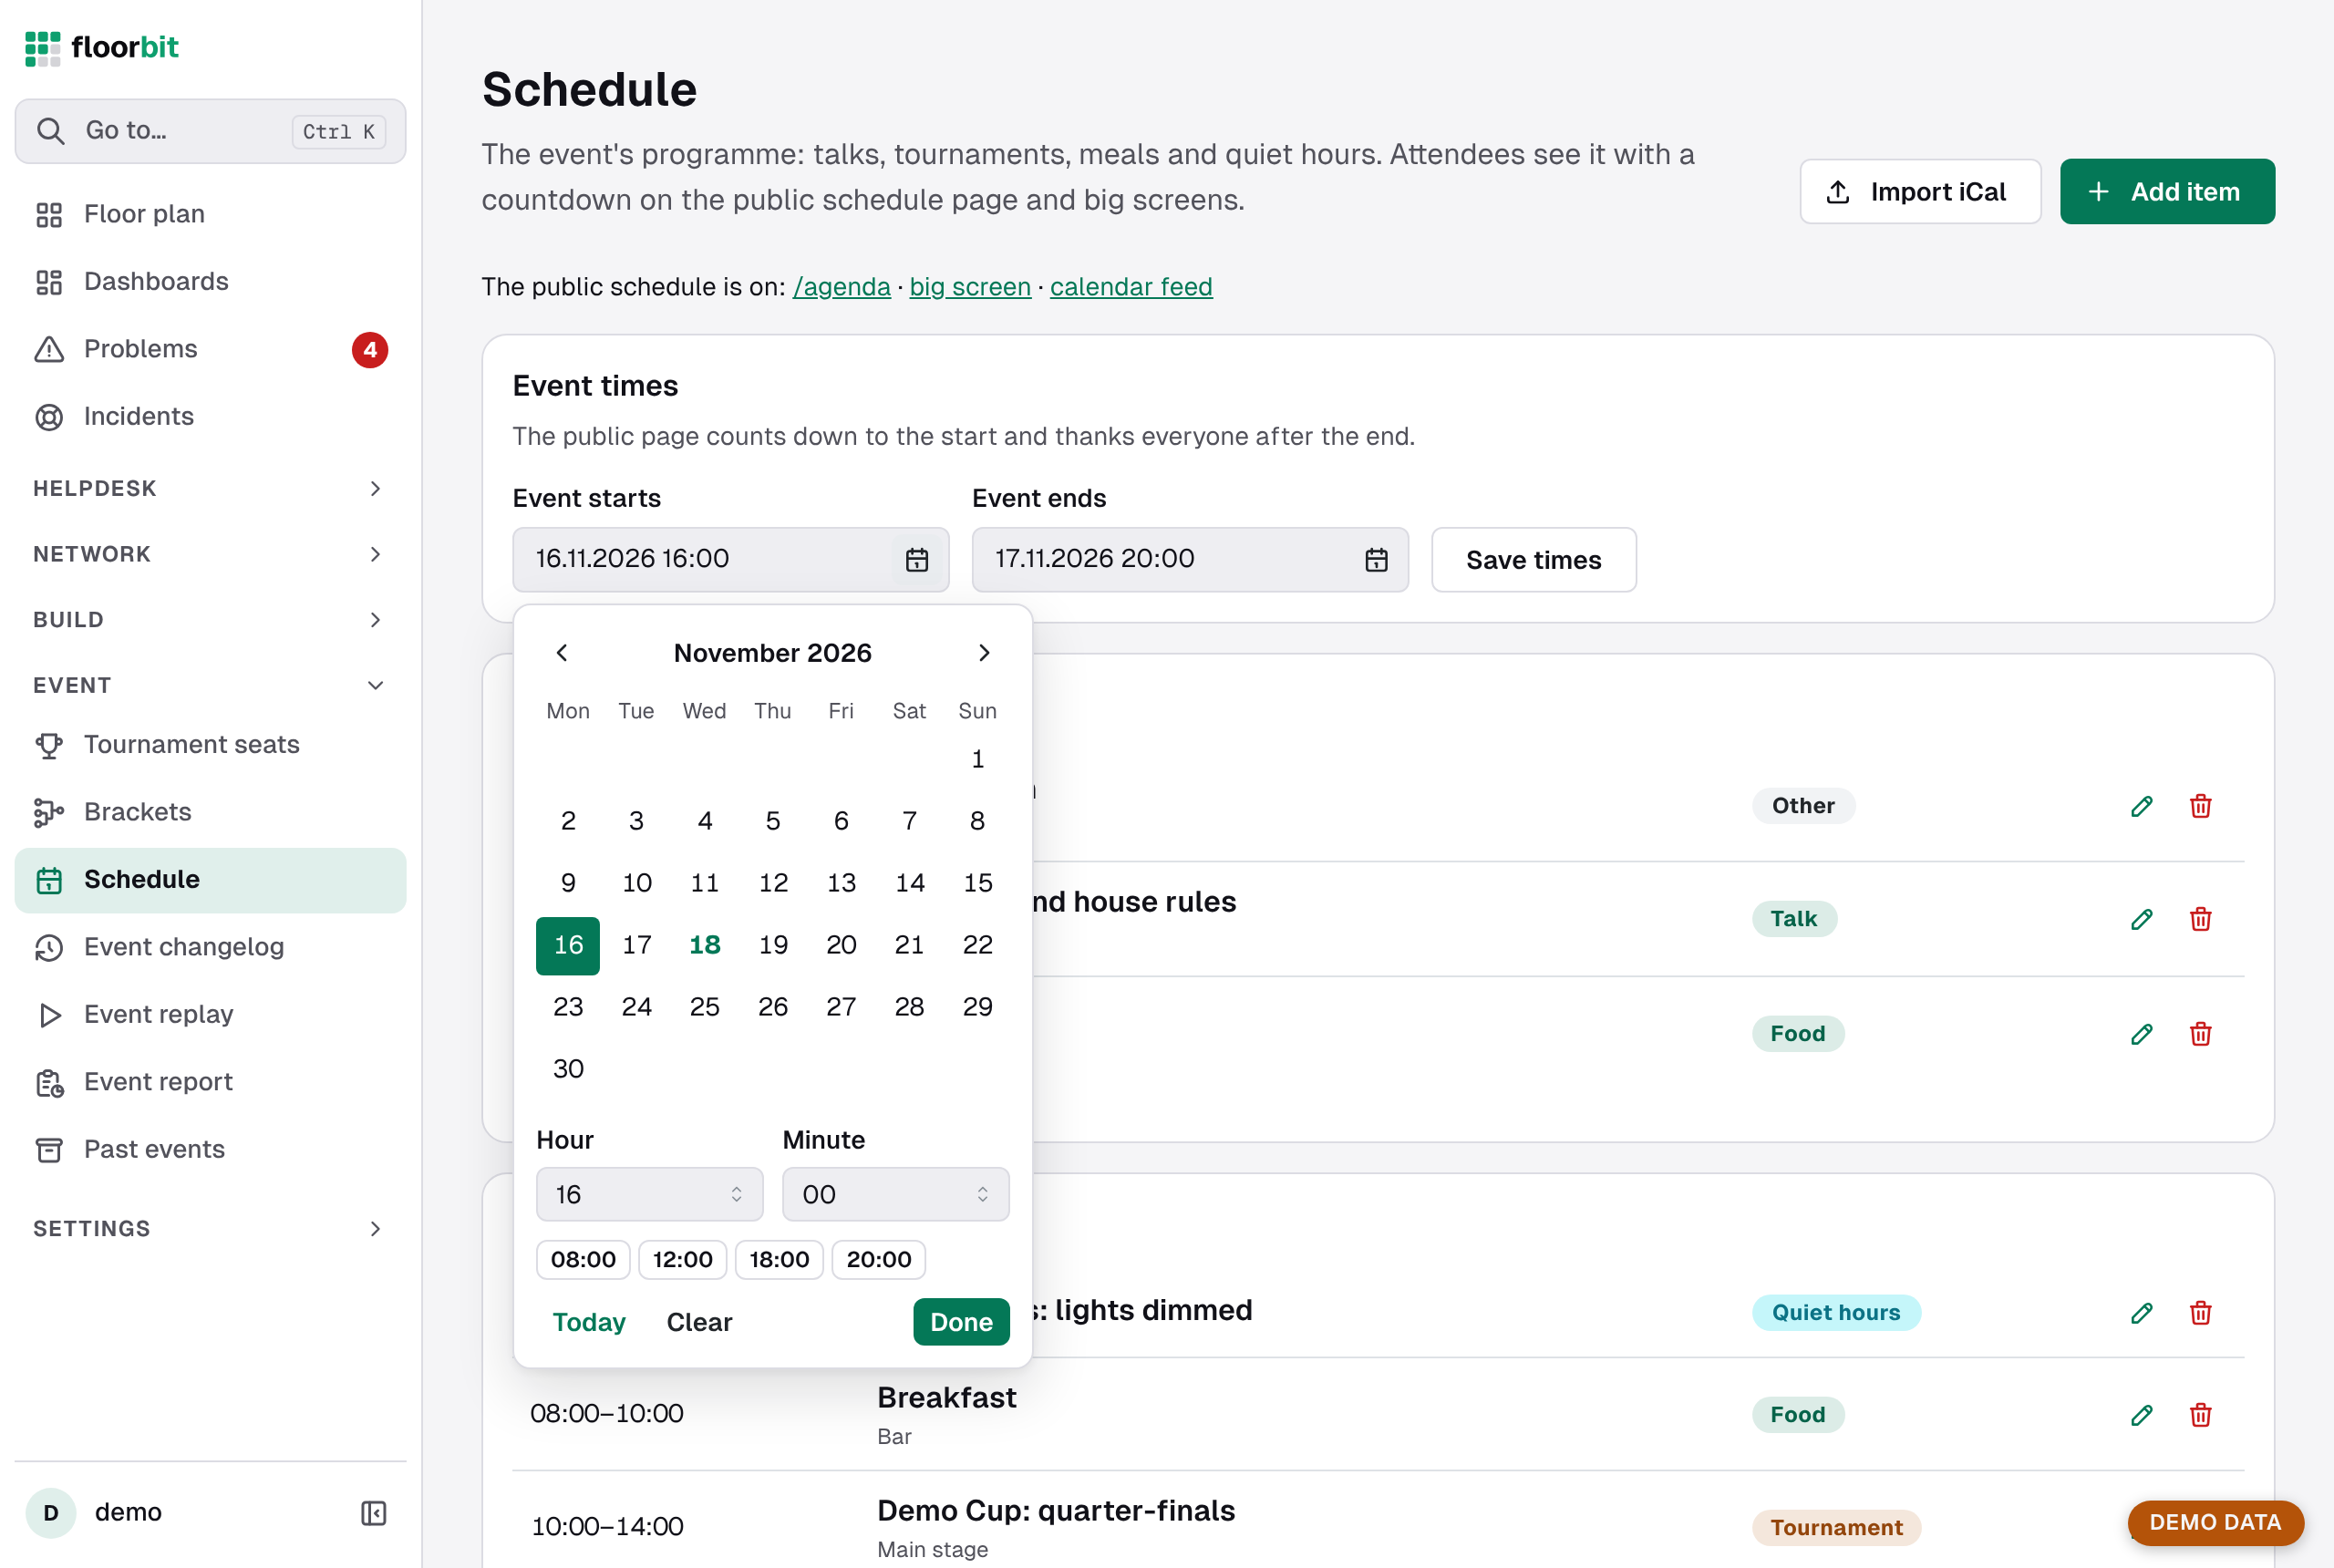 floorbit
Go to...
Ctrl K
Floor plan
Dashboards
Problems
4
Incidents
HELPDESK
NETWORK
BUILD
EVENT
Tournament seats
Brackets
Schedule
Event changelog
Event replay
Event report
Past events
SETTINGS
D
demo
Schedule
The event's programme: talks, tournaments, meals and quiet hours. Attendees see it with a
countdown on the public schedule page and big screens.
Import iCal
Add item
The public schedule is on: /agenda · big screen · calendar feed
Event times
The public page counts down to the start and thanks everyone after the end.
Event starts
Event ends
16.11.2026 16:00
17.11.2026 20:00
Save times
November 2026
Mon Tue Wed Thu Fri Sat Sun
1
2 3 4 5 6 7 8
9 10 11 12 13 14 15
16 17 18 19 20 21 22
23 24 25 26 27 28 29
30
Hour
Minute
16
00
08:00 12:00 18:00 20:00
Today
Clear
Done
Other
house rules
Talk
Food
lights dimmed
Quiet hours
08:00–10:00
Breakfast
Bar
Food
10:00–14:00
Demo Cup: quarter-finals
Main stage
Tournament
DEMO DATA